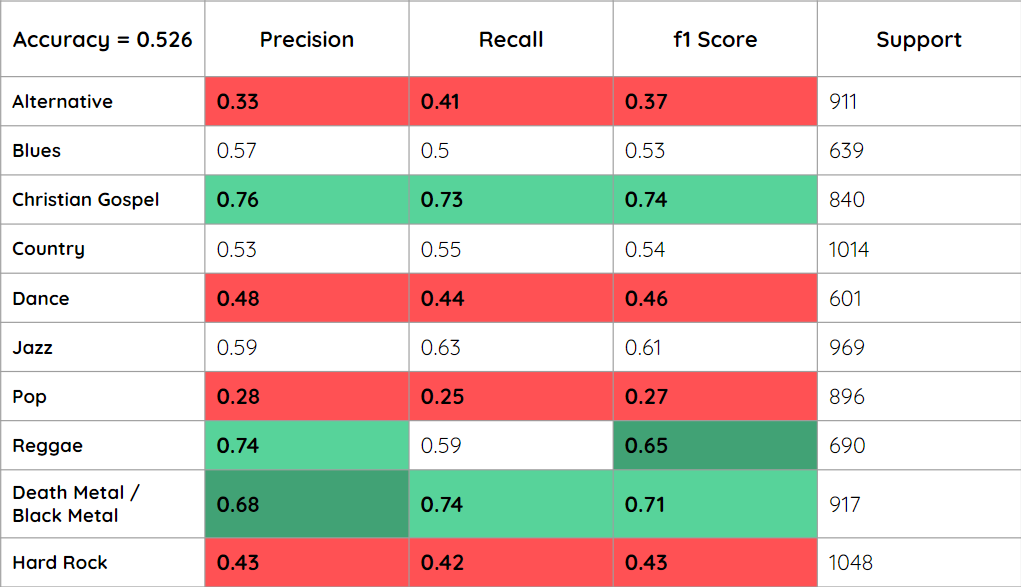 Accuracy = 0.526 Precision Recall f1 Score Support
Alternative 0.33 0.41 0.37 911
Blues 0.57 0.5 0.53 639
Christian Gospel 0.76 0.73 0.74 840
Country 0.53 0.55 0.54 1014
Dance 0.48 0.44 0.46 601
Jazz 0.59 0.63 0.61 969
Pop 0.28 0.25 0.27 896
Reggae 0.74 0.59 0.65 690
Death Metal /
Black Metal 0.68 0.74 0.71 917
Hard Rock 0.43 0.42 0.43 1048